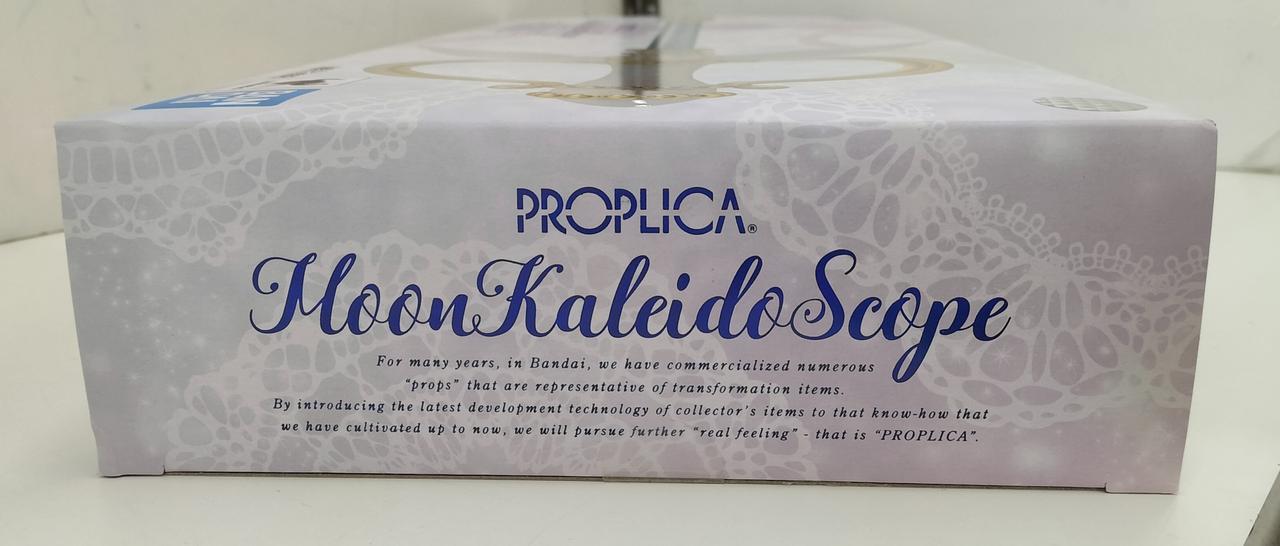 PROPLICA®
MoonKaleidoScope
For many years, in Bandai, we have commercialized numerous
“props” that are representative of transformation items.
By introducing the latest development technology of collector’s items to that know-how that
we have cultivated up to now, we will pursue further “real feeling” - that is “PROPLICA”.